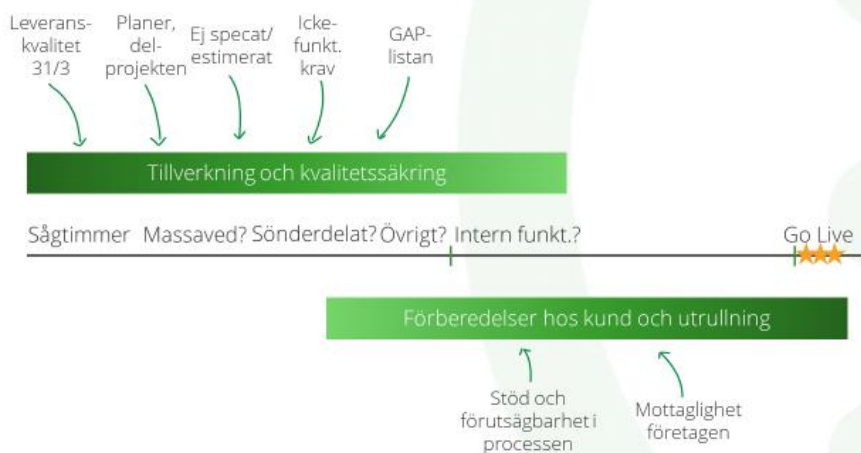 Leverans-
kvalitet
31/3
Planer,
del-
projekten
Ej specat/
estimerat
Icke-
funkt.
krav
GAP-
listan
Tillverkning och kvalitetssäkring
Sågtimmer Massaved? Sönderdelat? Övrigt? Intern funkt.? Go Live
Förberedelser hos kund och utrullning
Stöd och
förutsägbarhet i
processen
Mottaglighet
företagen